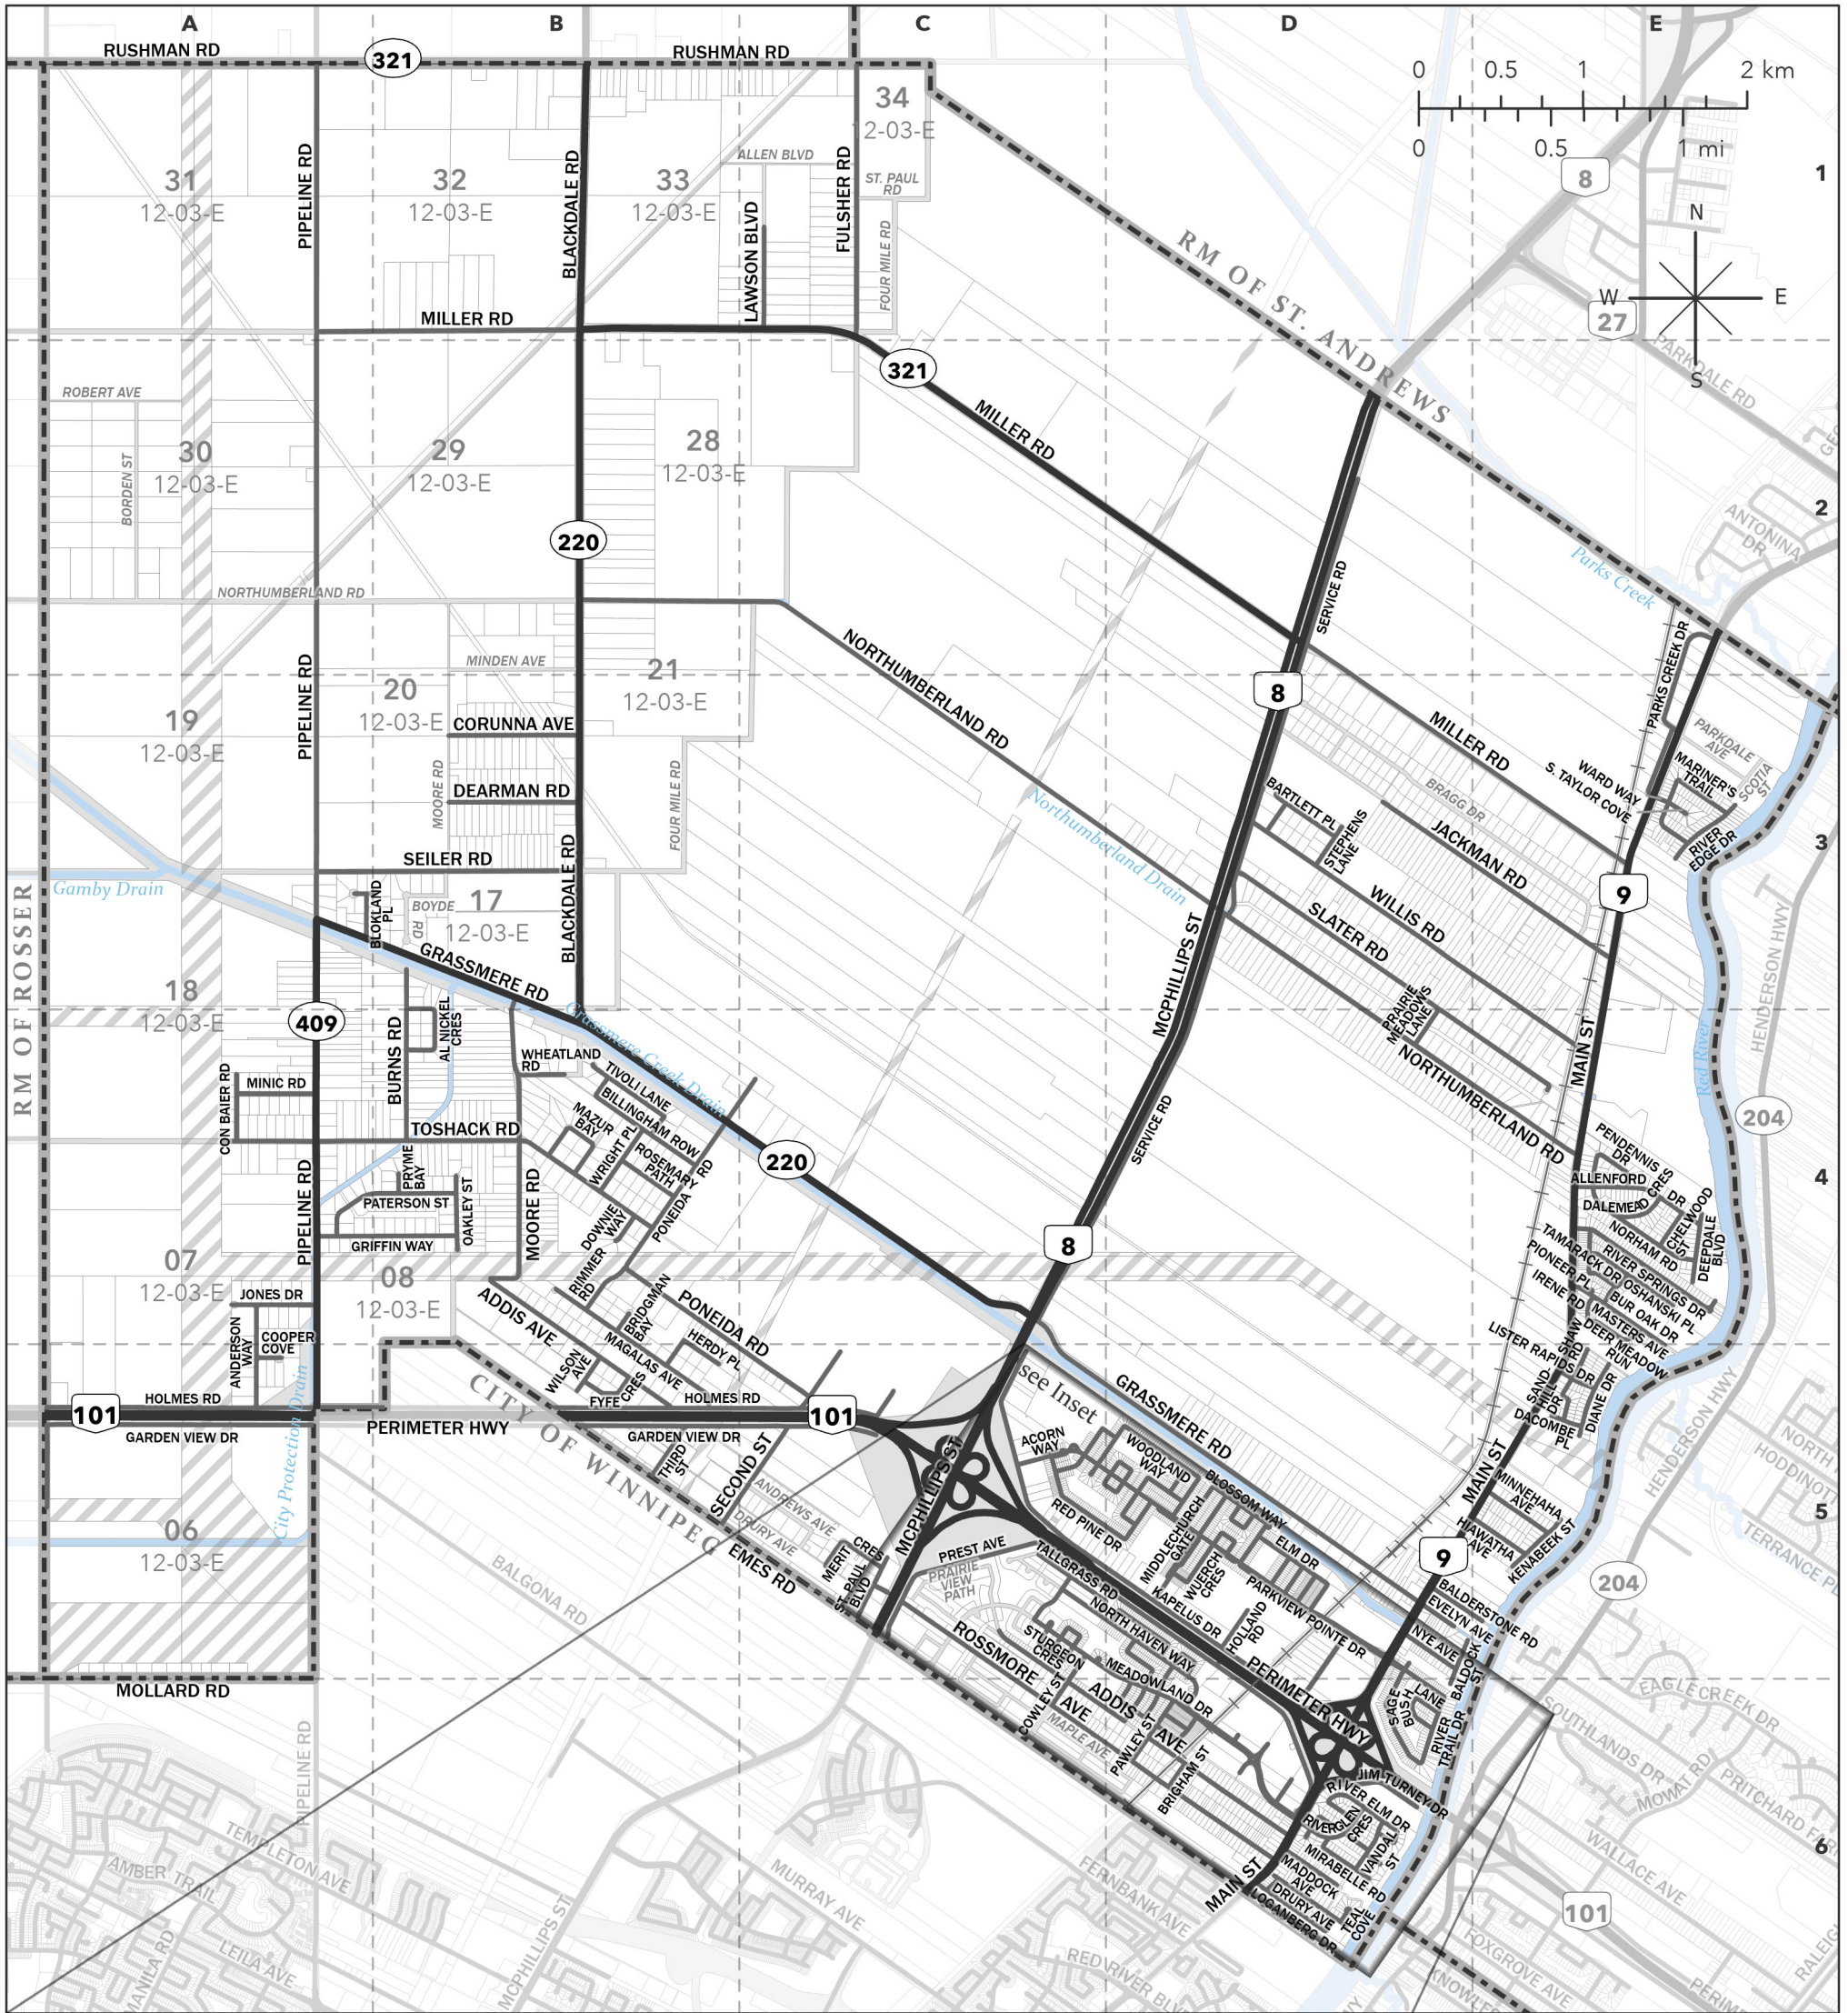 A
B
C
D
E
RUSHMAN RD
321
RUSHMAN RD
0
0.5
1
2 km
0
0.5
1 mi
34
12-03-E
ALLEN BLVD
ST. PAUL
RD
8
1
31
12-03-E
32
12-03-E
33
12-03-E
PIPELINE RD
BLACKDALE RD
LAWSON BLVD
FULSHER RD
FOUR MILE RD
RM OF ST. ANDREWS
N
W
E
S
27
PARKDALE RD
MILLER RD
321
MILLER RD
ROBERT AVE
30
12-03-E
BORDEN ST
29
12-03-E
28
12-03-E
220
2
ANTONINA
DR
Parks Creek
NORTHUMBERLAND RD
SERVICE RD
NORTHUMBERLAND RD
PARKS CREEK DR
MINDEN AVE
PIPELINE RD
20
12-03-E
21
12-03-E
19
12-03-E
CORUNNA AVE
MOORE RD
DEARMAN RD
FOUR MILE RD
8
MILLER RD
PARKDALE
AVE
MARINER'S
TRAIL
SCOTIA
ST
WARD WAY
S. TAYLOR COVE
RIVER
EDGE DR
BRAGG DR
BARTLETT PL
STEPHENS
LANE
JACKMAN RD
Northumberland Drain
3
SEILER RD
BLACKDALE RD
Gamby Drain
BLOKLAND
PL
BOYDE
RD
17
12-03-E
WILLIS RD
SLATER RD
9
HENDERSON HWY
RM OF ROSSER
GRASSMERE RD
18
12-03-E
409
BURNS RD
AL NICKEL
CRES
Grassmere Creek Drain
MCPHILLIPS ST
PRAIRIE
MEADOWS
LANE
MAIN ST
Red River
WHEATLAND
RD
CON BAIER RD
MINIC RD
TIVOLI LANE
BILLINGHAM ROW
MAZUR
BAY
WRIGHT PL
ROSEMARY
PATH
PONEIDA RD
SERVICE RD
NORTHUMBERLAND RD
204
TOSHACK RD
220
PENDENNIS
DR
ALLENFORD
DR
DALEMEAD CRES
CHELWOOD
ST
DEEPDALE
BLVD
NORHAM RD
4
PRYME
BAY
PATERSON ST
OAKLEY ST
MOORE RD
GRIFFIN WAY
PIPELINE RD
DOWNIE
WAY
RIMMER
RD
8
TAMARACK DR
RIVER SPRINGS DR
PIONEER PL
OSHANSKI PL
IRENE RD
BUR OAK DR
MASTERS AVE
DEER MEADOW
RUN
07
12-03-E
08
12-03-E
JONES DR
ANDERSON
WAY
COOPER
COVE
ADDIS AVE
BRIDGMAN
BAY
PONEIDA RD
HERDY PL
MAGALAS AVE
WILSON
AVE
FYFE
CRES
SHAW
RD
LISTER RAPIDS DR
SAND-
HILL
DR
DIANE DR
DACOMBE
PL
101
HOLMES RD
GARDEN VIEW DR
City Protection Drain
PERIMETER HWY
HOLMES RD
101
GARDEN VIEW DR
see Inset
GRASSMERE RD
CITY OF WINNIPEG
THIRD
ST
SECOND ST
ANDREWS AVE
DRURY AVE
EMES RD
MERIT
CRES
ST. PAUL
BLVD
MCPHILLIPS ST
ACORN
WAY
WOODLAND
WAY
BLOSSOM WAY
RED PINE DR
MIDDLECHURCH
GATE
ELM DR
WUERCH
CRES
PREST AVE
TALLGRASS RD
PRAIRIE
VIEW
PATH
KAPELUS DR
PARKVIEW POINTE DR
HOLLAND
RD
MAIN ST
MINNEHAHA
AVE
HIAWATHA
AVE
KENABEEK ST
HENDERSON HWY
HODDINOTT
TERRANCE
5
06
12-03-E
9
204
BALDERSTONE RD
EVELYN AVE
NYE AVE
BALDOCK
ST
BALGONA RD
NORTH HAVEN WAY
ROSSMORE
AVE
STURGEON
CRES
MEADOWLAND DR
ADDIS
AVE
COWLEY ST
MAPLE AVE
PAWLEY ST
BRIGHAM ST
PERIMETER HWY
SAGE
BUSH
LANE
RIVER
TRAIL DR
MOLLARD RD
PIPELINE RD
EAGLE CREEK DR
SOUTHLANDS DR
MOWAT RD
JIM TURNEY DR
RIVER ELM DR
RIVERGLEN
CRES
VANDAL
ST
MIRABELLE RD
MADDOCK
AVE
DRURY AVE
TEAL
COVE
LOGANBERG DR
MAIN ST
WALLACE AVE
6
TEMPLETON AVE
AMBER TRAIL
LEILA AVE
MANILA RD
MCPHILLIPS ST
MURRAY AVE
FERNBANK AVE
RED RIVER BLVD
101
FOXGROVE AVE